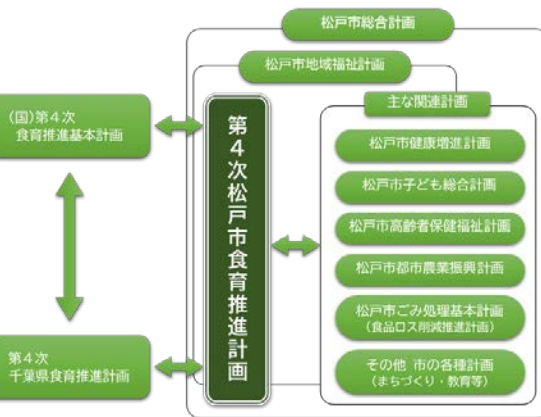 松戸市総合計画
松戸市地域福祉計画
主な関連計画
(国)第4次
食育推進基本計画
第4次松戸市食育推進計画
松戸市健康増進計画
松戸市子ども総合計画
松戸市高齢者保健福祉計画
松戸市都市農業振興計画
松戸市ごみ処理基本計画
(食品ロス削減推進計画)
第4次
千葉県食育推進計画
その他 市の各種計画
(まちづくり・教育等)